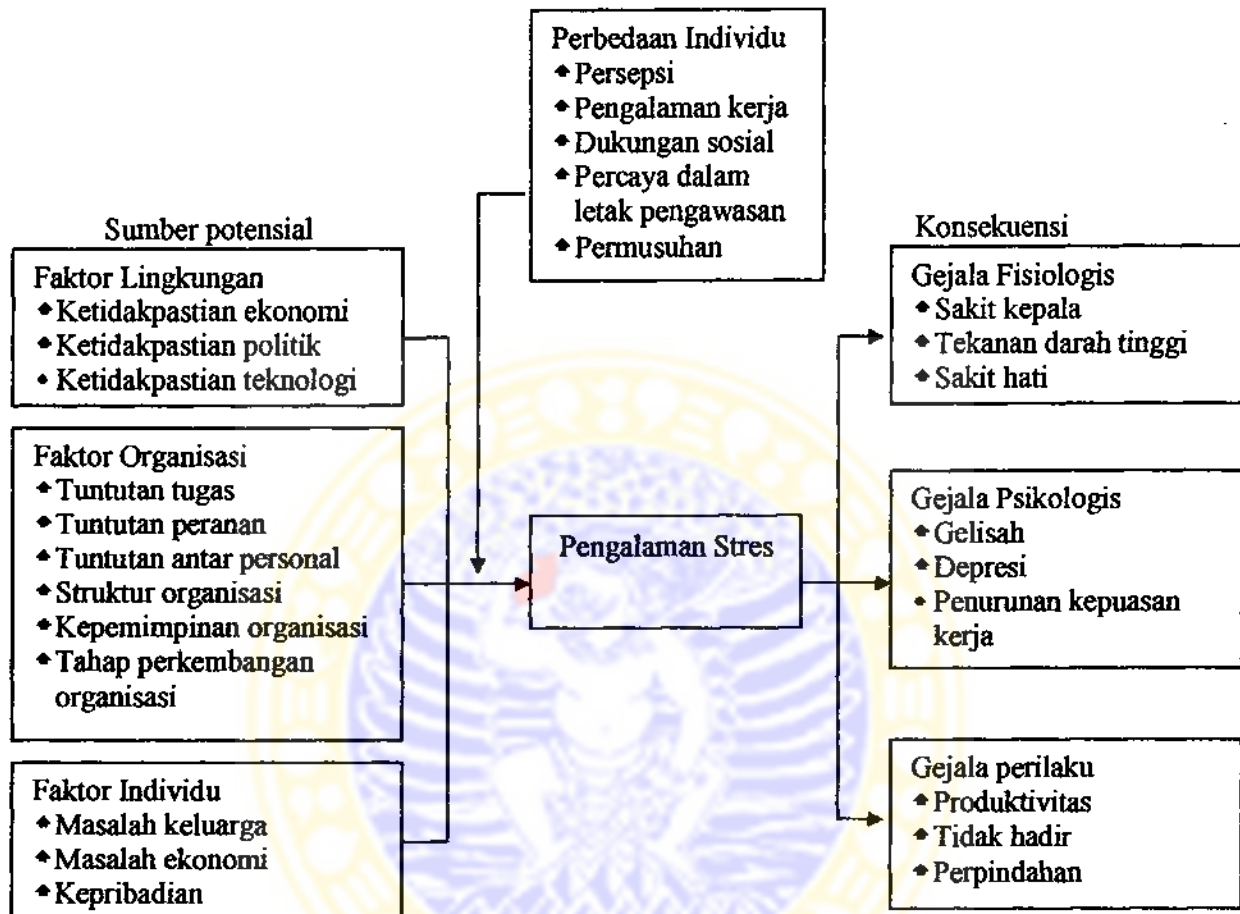 Perbedaan Individu
Persepsi
Pengalaman kerja
Dukungan sosial
Percaya dalam
letak pengawasan
Permusuhan
Sumber potensial
Faktor Lingkungan
Ketidakpastian ekonomi
Ketidakpastian politik
Ketidakpastian teknologi
Faktor Organisasi
Tuntutan tugas
Tuntutan peranan
Tuntutan antar personal
Struktur organisasi
Kepemimpinan organisasi
Tahap perkembangan
organisasi
Faktor Individu
Masalah keluarga
Masalah ekonomi
Kepribadian
Pengalaman Stres
Konsekuensi
Gejala Fisiologis
Sakit kepala
Tekanan darah tinggi
Sakit hati
Gejala Psikologis
Gelisah
Depresi
Penurunan kepuasan
kerja
Gejala perilaku
Produktivitas
Tidak hadir
Perpindahan